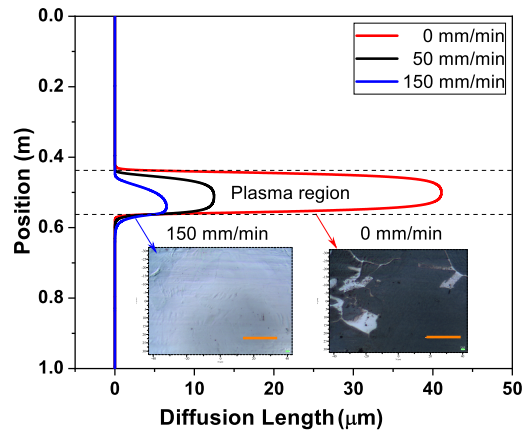 0 mm/min
50 mm/min
150 mm/min
Position (m)
0.0
0.2
0.4
0.6
0.8
1.0
Plasma region
150 mm/min
0 mm/min
0
10
20
30
40
50
Diffusion Length (μm)